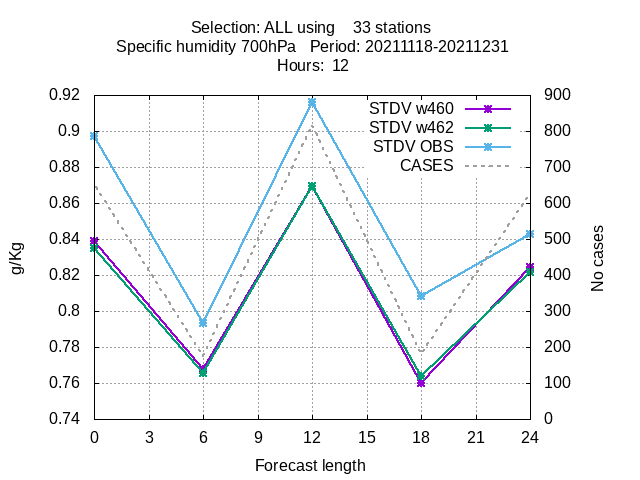 Selection: ALL using    33 stations
Specific humidity 700hPa   Period: 20211118-20211231
Hours:  12
0.92
0.9
0.88
0.86
0.84
0.82
0.8
0.78
0.76
0.74
g/Kg
STDV w460
STDV w462
STDV OBS
CASES
900
800
700
600
500
400
300
200
100
0
No cases
0 3 6 9 12 15 18 21 24
Forecast length